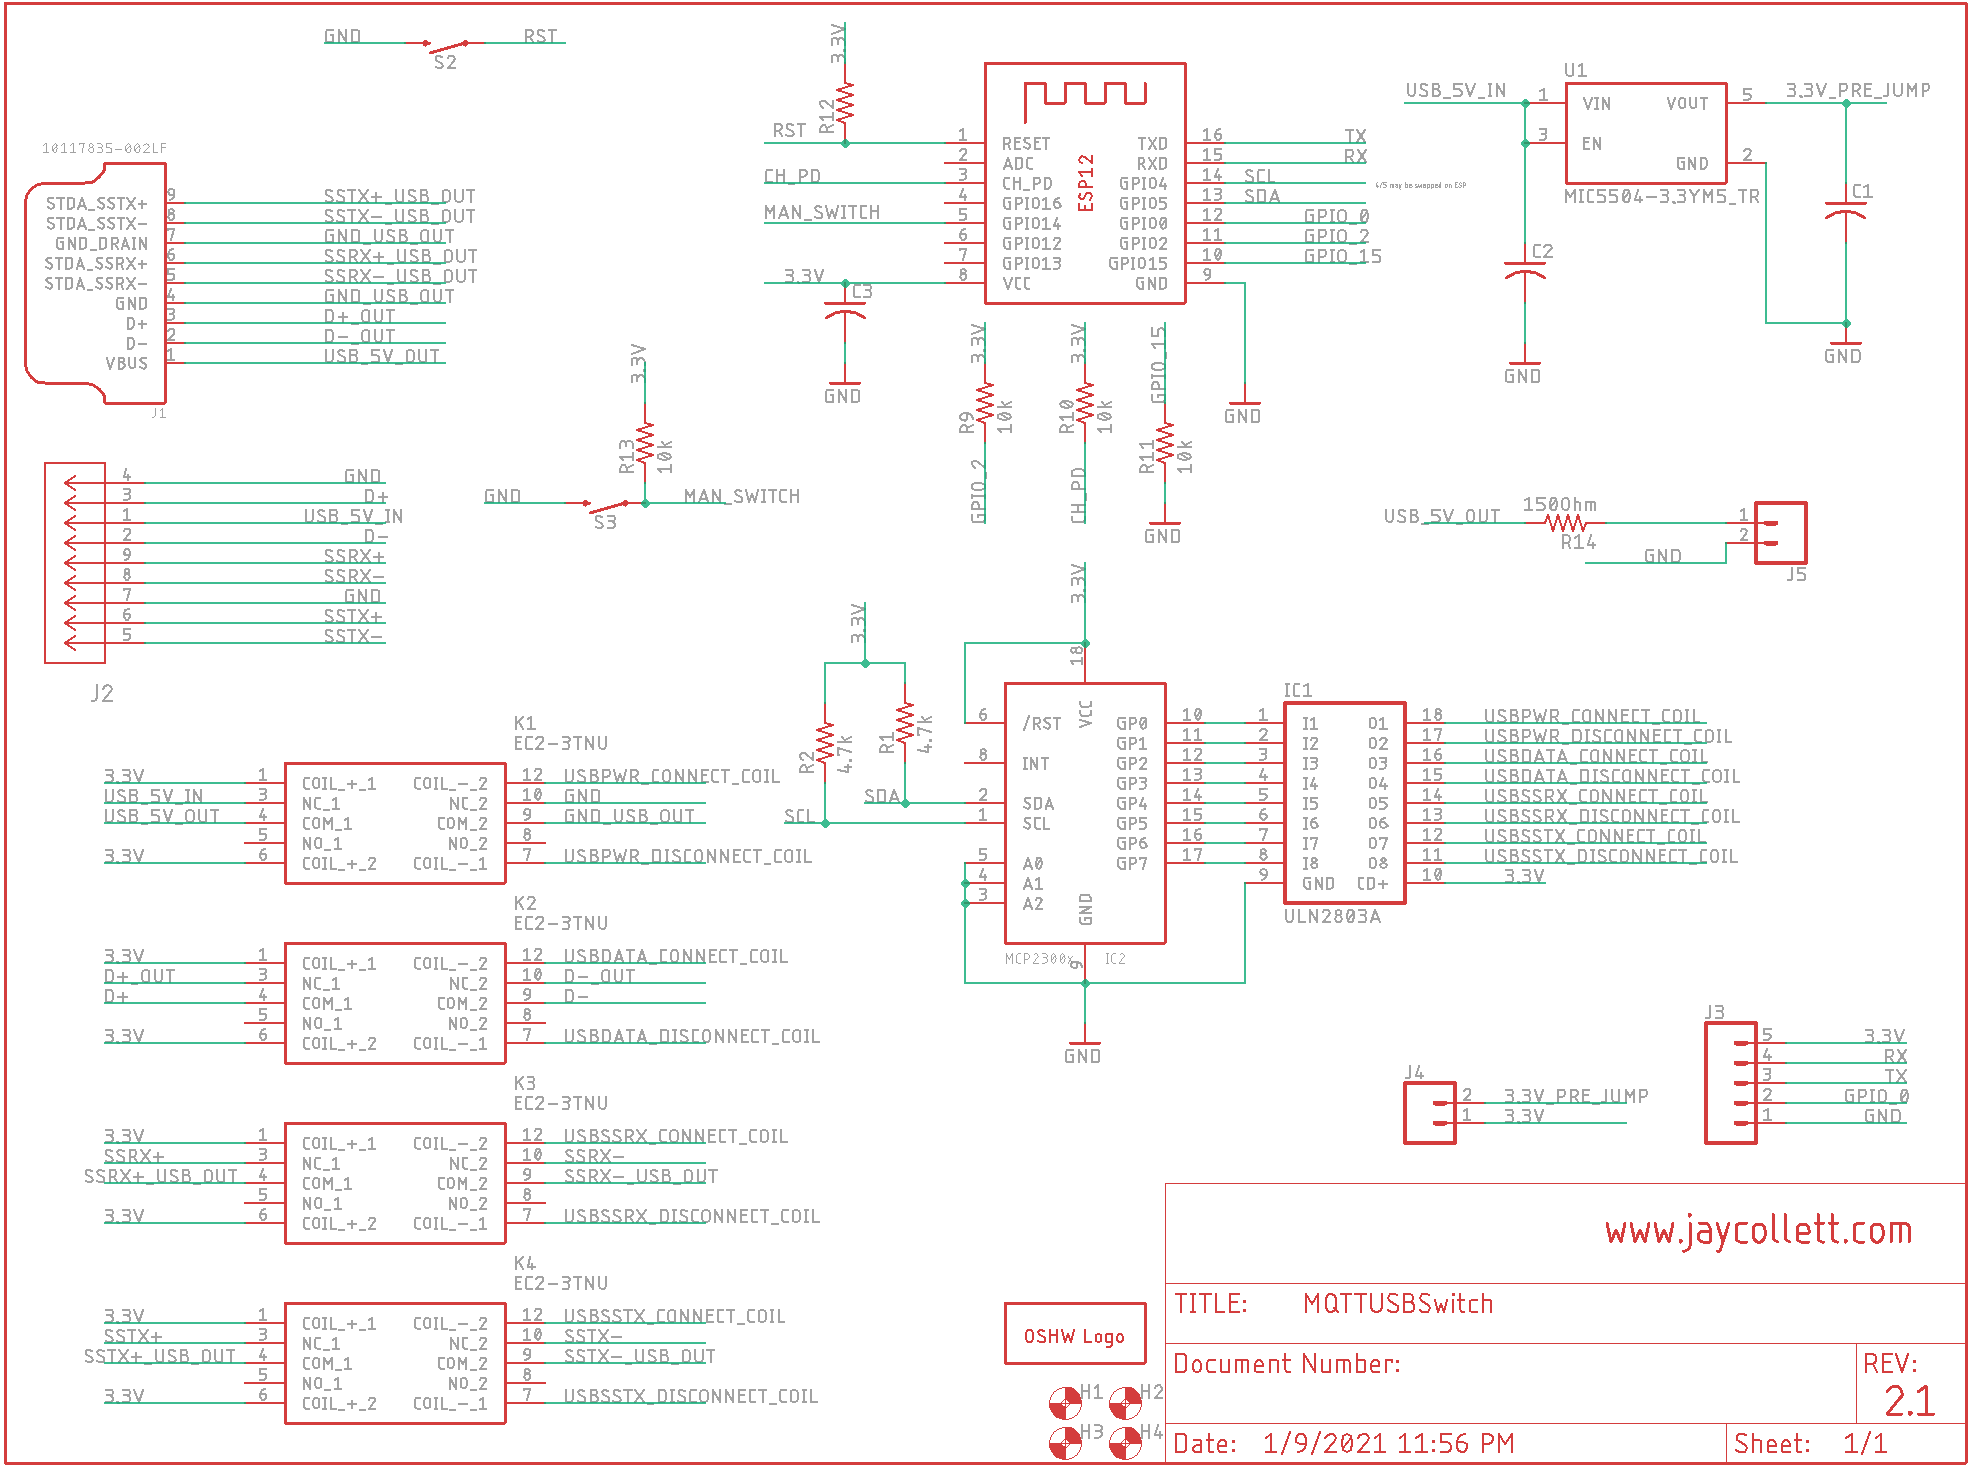 GND RST
S2
10117835-002LF
STDA_SSTX+ 9 SSTX+_USB_OUT
STDA_SSTX- 8 SSTX-_USB_OUT
GND_DRAIN 7 GND_USB_OUT
STDA_SSRX+ 6 SSRX+_USB_OUT
STDA_SSRX- 5 SSRX-_USB_OUT
GND 4 GND_USB_OUT
D+ 3 D+_OUT
D- 2 D-_OUT
VBUS 1 USB_5V_OUT
J1
3.3V
R12
RST 1 RESET TXD 16 TX
2 ADC RXD 15 RX
CH_PD 3 CH_PD GPIO4 14 SCL
4/5 may be swapped on ESP
4 GPIO16 GPIO5 13 SDA
MAN_SWITCH 5 GPIO14 GPIO0 12 GPIO_0
6 GPIO12 GPIO2 11 GPIO_2
7 GPIO13 GPIO15 10 GPIO_15
3.3V 8 VCC GND 9
ESP12
C3
GND
GND
U1
USB_5V_IN 1 VIN VOUT 5 3.3V_PRE_JUMP
3 EN
GND 2
MIC5504-3.3YM5_TR
C1
C2
GND
GND
3.3V
R13
10k
GND MAN_SWITCH
S3
3.3V
R9
10k
GPIO_2
3.3V
R10
10k
CH_PD
GPIO_15
R11
10k
GND
4 GND
3 D+
1 USB_5V_IN
2 D-
9 SSRX+
8 SSRX-
7 GND
6 SSTX+
5 SSTX-
J2
150Ohm
USB_5V_OUT 1
R14
GND 2
J5
3.3V
R2
4.7k
R1
4.7k
SDA
SCL
3.3V
18
VCC
6 /RST GP0 10
GP1 11
8 INT GP2 12
GP3 13
2 SDA GP4 14
1 SCL GP5 15
GP6 16
5 A0 GP7 17
4 A1
3 A2
GND
9
MCP2300x IC2
GND
IC1
1 I1 O1 18 USBPWR_CONNECT_COIL
2 I2 O2 17 USBPWR_DISCONNECT_COIL
3 I3 O3 16 USBDATA_CONNECT_COIL
4 I4 O4 15 USBDATA_DISCONNECT_COIL
5 I5 O5 14 USBSSRX_CONNECT_COIL
6 I6 O6 13 USBSSRX_DISCONNECT_COIL
7 I7 O7 12 USBSSTX_CONNECT_COIL
8 I8 O8 11 USBSSTX_DISCONNECT_COIL
9 GND CD+ 10 3.3V
ULN2803A
K1
EC2-3TNU
3.3V 1 COIL_+_1 COIL_-_2 12 USBPWR_CONNECT_COIL
USB_5V_IN 3 NC_1 NC_2 10 GND
USB_5V_OUT 4 COM_1 COM_2 9 GND_USB_OUT
5 NO_1 NO_2 8
3.3V 6 COIL_+_2 COIL_-_1 7 USBPWR_DISCONNECT_COIL
K2
EC2-3TNU
3.3V 1 COIL_+_1 COIL_-_2 12 USBDATA_CONNECT_COIL
D+_OUT 3 NC_1 NC_2 10 D-_OUT
D+ 4 COM_1 COM_2 9 D-
5 NO_1 NO_2 8
3.3V 6 COIL_+_2 COIL_-_1 7 USBDATA_DISCONNECT_COIL
K3
EC2-3TNU
3.3V 1 COIL_+_1 COIL_-_2 12 USBSSRX_CONNECT_COIL
SSRX+ 3 NC_1 NC_2 10 SSRX-
SSRX+_USB_OUT 4 COM_1 COM_2 9 SSRX-_USB_OUT
5 NO_1 NO_2 8
3.3V 6 COIL_+_2 COIL_-_1 7 USBSSRX_DISCONNECT_COIL
K4
EC2-3TNU
3.3V 1 COIL_+_1 COIL_-_2 12 USBSSTX_CONNECT_COIL
SSTX+ 3 NC_1 NC_2 10 SSTX-
SSTX+_USB_OUT 4 COM_1 COM_2 9 SSTX-_USB_OUT
5 NO_1 NO_2 8
3.3V 6 COIL_+_2 COIL_-_1 7 USBSSTX_DISCONNECT_COIL
J4
2 3.3V_PRE_JUMP
1 3.3V
J3
5 3.3V
4 RX
3 TX
2 GPIO_0
1 GND
OSHW Logo
H1 H2
H3 H4
www.jaycollett.com
TITLE: MQTTUSBSwitch
Document Number:
REV:
2.1
Date: 1/9/2021 11:56 PM
Sheet: 1/1